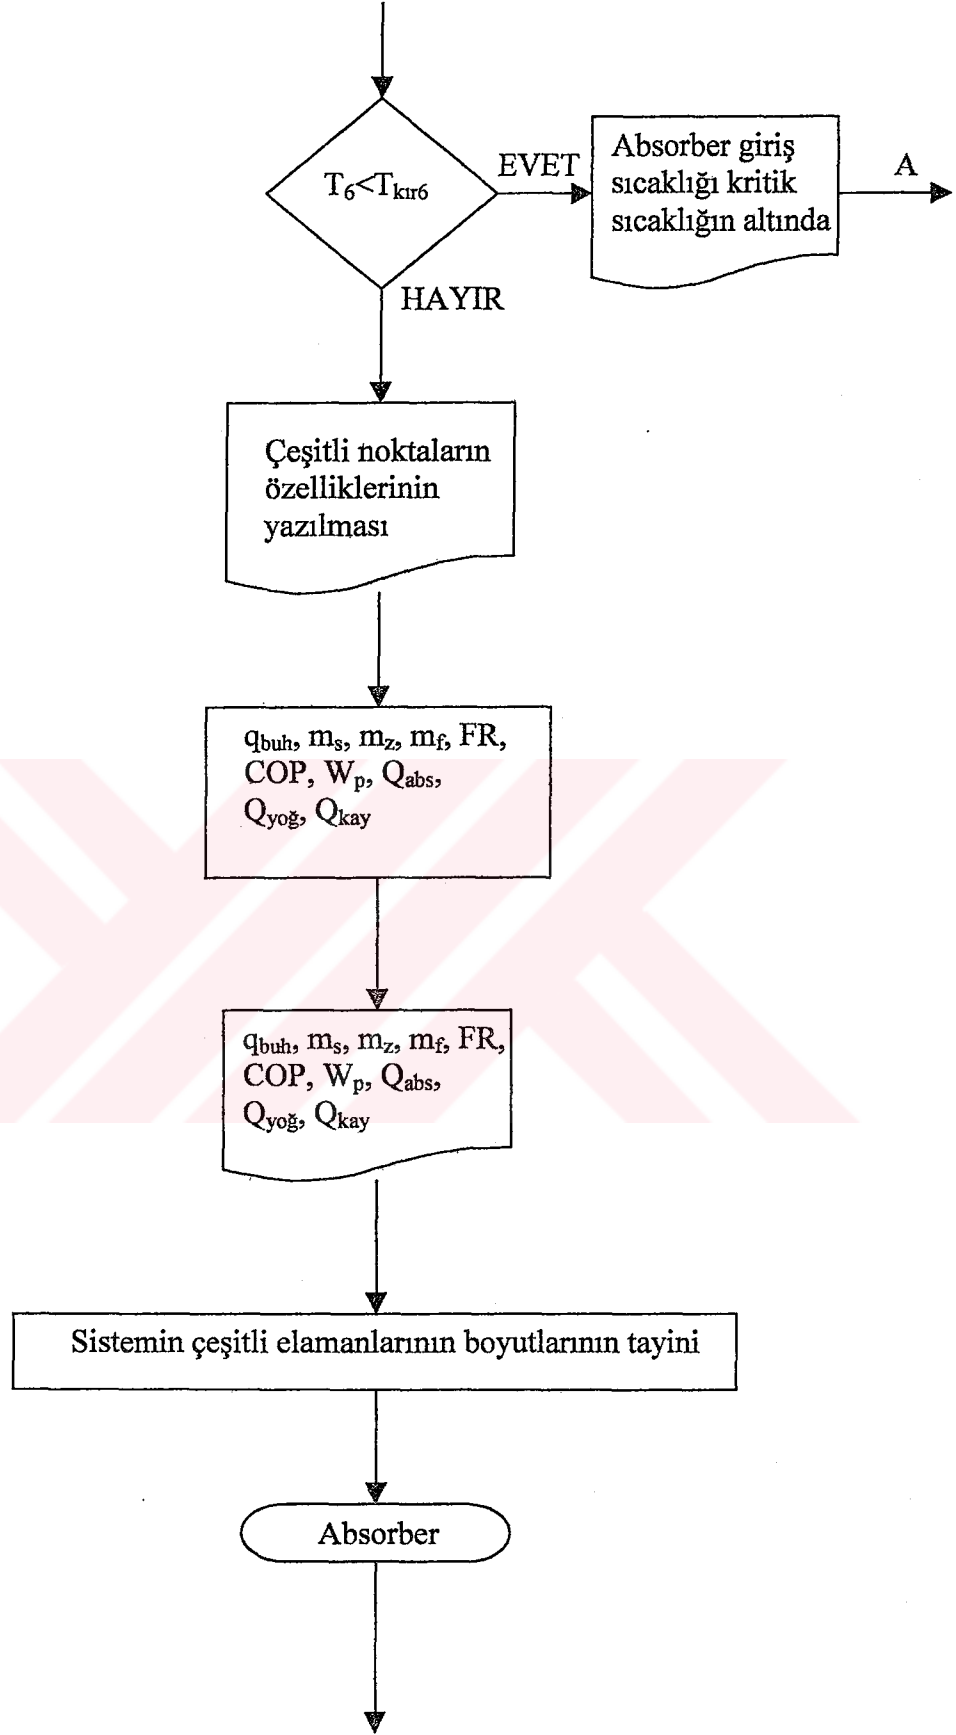 T₆<Tkır6
EVET
Absorber giriş
sıcaklığı kritik
sıcaklığın altında
A
HAYIR
Çeşitli noktaların
özelliklerinin
yazılması
qbuh, ms, mz, mf, FR,
COP, Wp, Qabs,
Qyoğ, Qkay
qbuh, ms, mz, mf, FR,
COP, Wp, Qabs,
Qyoğ, Qkay
Sistemin çeşitli elamanlarının boyutlarının tayini
Absorber